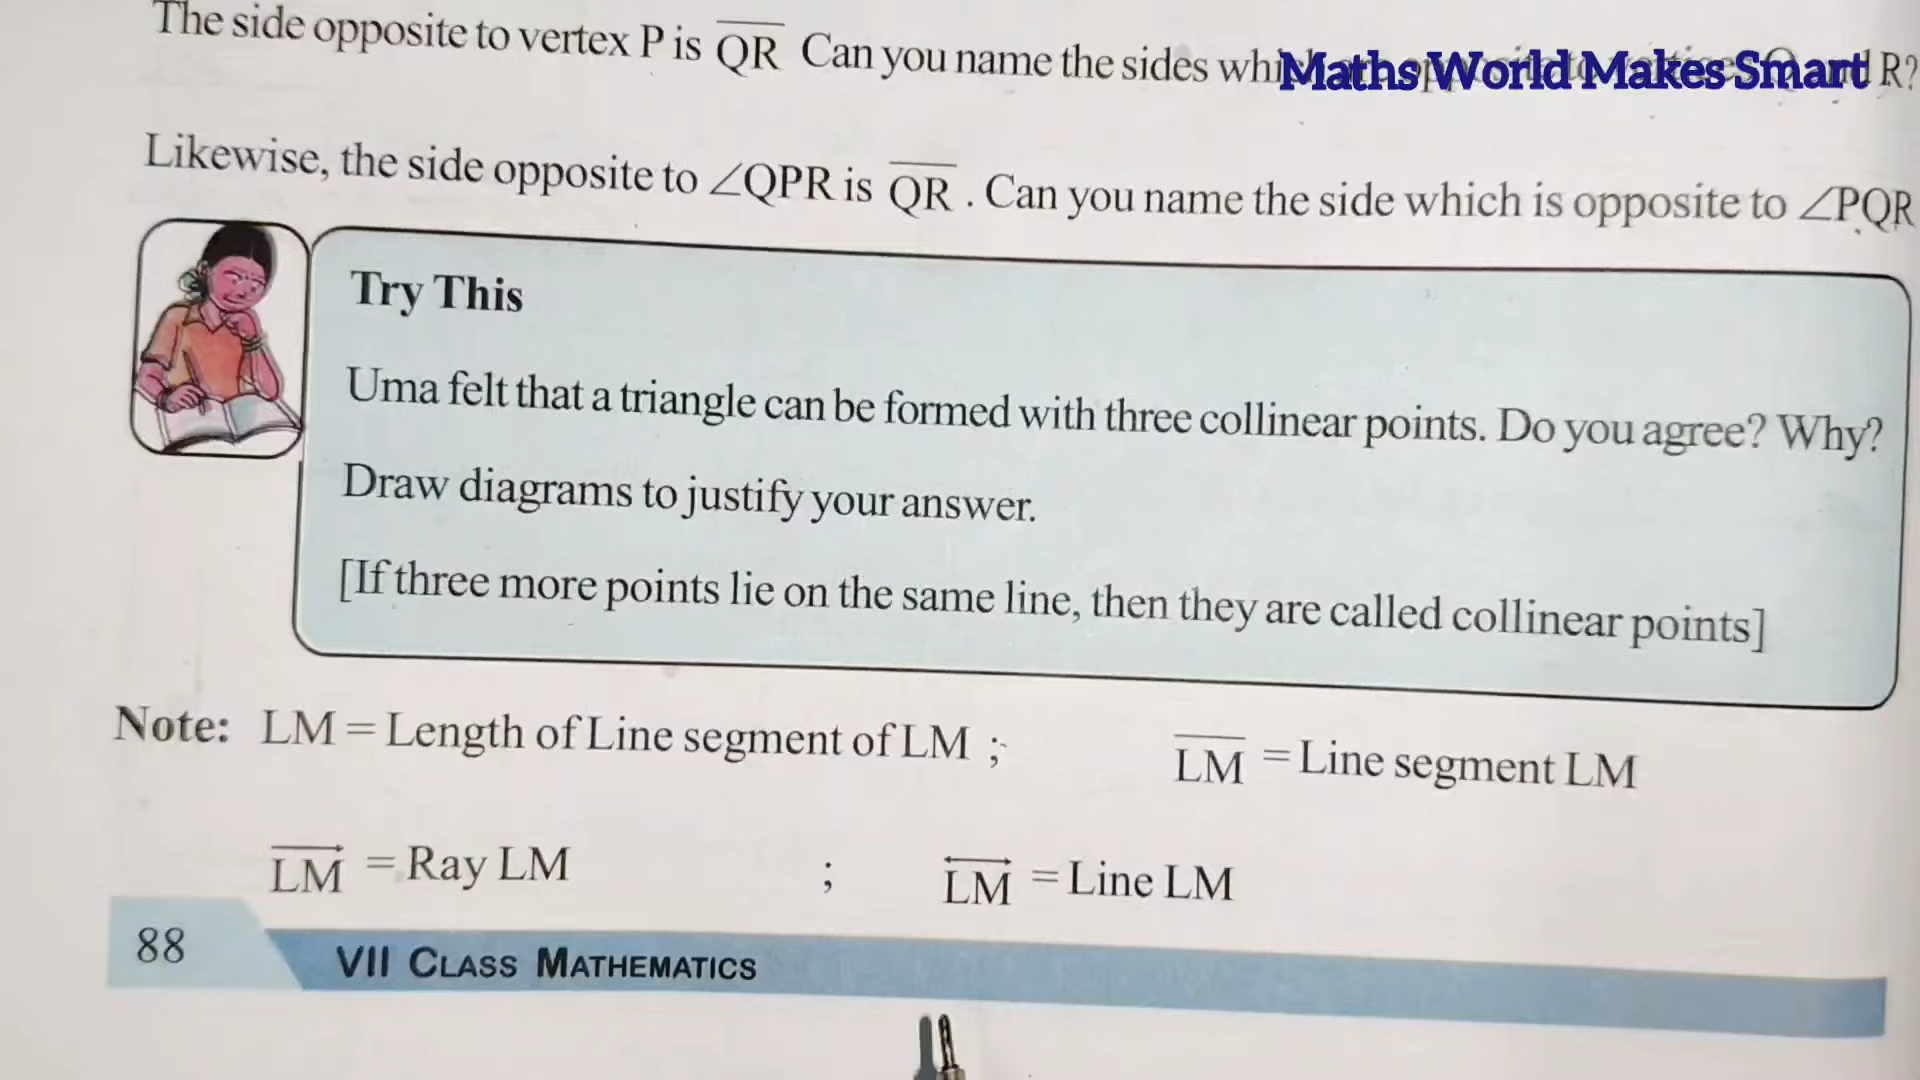 The side opposite to vertex P is QR Can you name the sides R?
Maths World Makes Smart
Likewise, the side opposite to ∠QPR is QR . Can you name the side which is opposite to ∠PQR
Try This
Uma felt that a triangle can be formed with three collinear points. Do you agree? Why?
Draw diagrams to justify your answer.
[If three more points lie on the same line, then they are called collinear points]
Note: LM = Length of Line segment of LM ; L̅M̅ = Line segment LM
LM⃗ = Ray LM ; LM⃡ = Line LM
88 VII CLASS MATHEMATICS